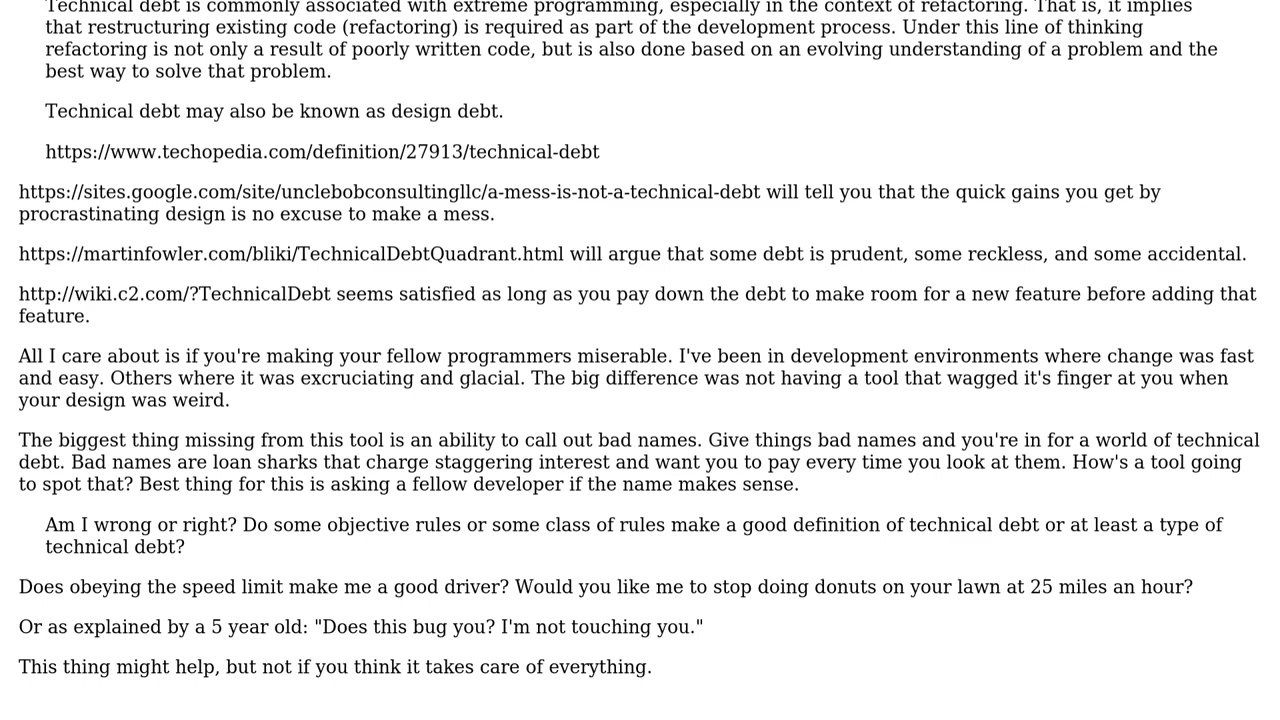 Technical debt is commonly associated with extreme programming, especially in the context of refactoring. That is, it implies
that restructuring existing code (refactoring) is required as part of the development process. Under this line of thinking
refactoring is not only a result of poorly written code, but is also done based on an evolving understanding of a problem and the
best way to solve that problem.
Technical debt may also be known as design debt.
https://www.techopedia.com/definition/27913/technical-debt
https://sites.google.com/site/unclebobconsultingllc/a-mess-is-not-a-technical-debt will tell you that the quick gains you get by
procrastinating design is no excuse to make a mess.
https://martinfowler.com/bliki/TechnicalDebtQuadrant.html will argue that some debt is prudent, some reckless, and some accidental.
http://wiki.c2.com/?TechnicalDebt seems satisfied as long as you pay down the debt to make room for a new feature before adding that
feature.
All I care about is if you're making your fellow programmers miserable. I've been in development environments where change was fast
and easy. Others where it was excruciating and glacial. The big difference was not having a tool that wagged it's finger at you when
your design was weird.
The biggest thing missing from this tool is an ability to call out bad names. Give things bad names and you're in for a world of technical
debt. Bad names are loan sharks that charge staggering interest and want you to pay every time you look at them. How's a tool going
to spot that? Best thing for this is asking a fellow developer if the name makes sense.
Am I wrong or right? Do some objective rules or some class of rules make a good definition of technical debt or at least a type of
technical debt?
Does obeying the speed limit make me a good driver? Would you like me to stop doing donuts on your lawn at 25 miles an hour?
Or as explained by a 5 year old: "Does this bug you? I'm not touching you."
This thing might help, but not if you think it takes care of everything.